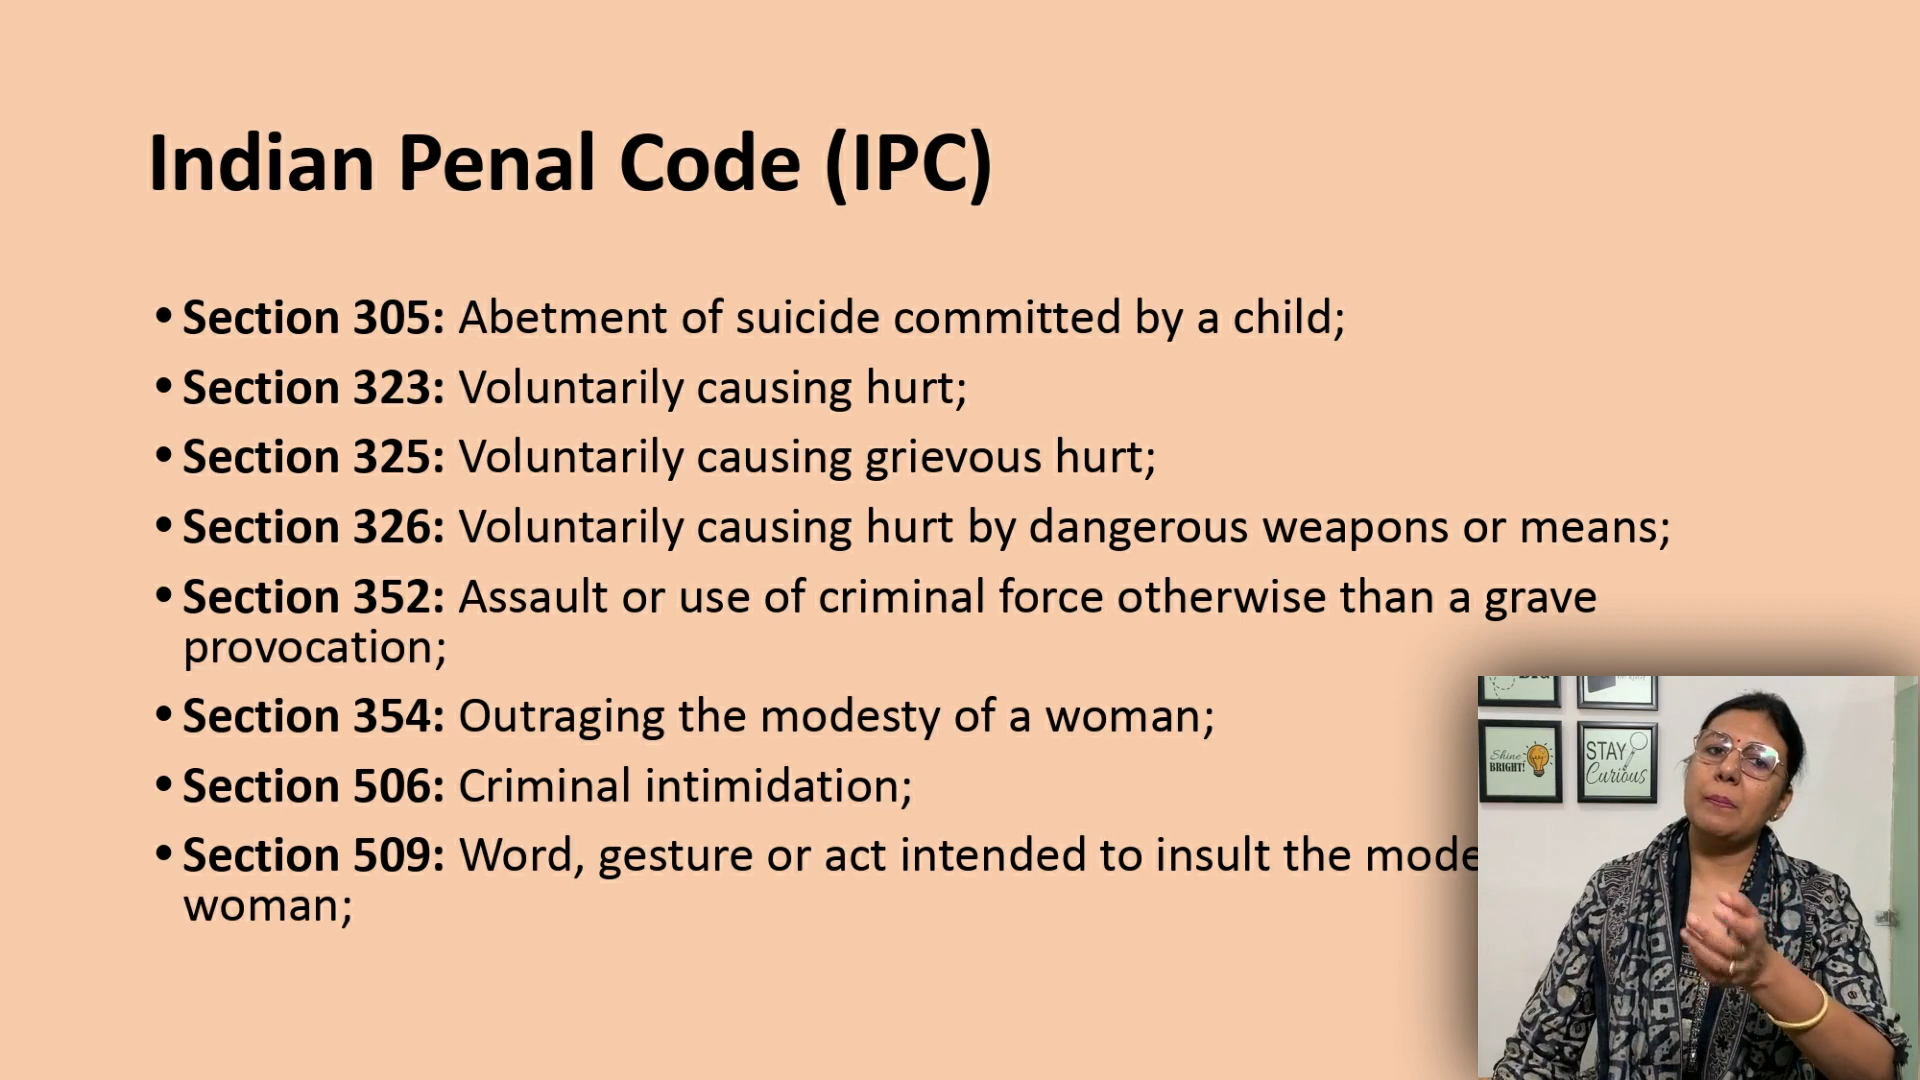 Indian Penal Code (IPC)
• Section 305: Abetment of suicide committed by a child;
• Section 323: Voluntarily causing hurt;
• Section 325: Voluntarily causing grievous hurt;
• Section 326: Voluntarily causing hurt by dangerous weapons or means;
• Section 352: Assault or use of criminal force otherwise than a grave
provocation;
• Section 354: Outraging the modesty of a woman;
• Section 506: Criminal intimidation;
• Section 509: Word, gesture or act intended to insult the mode
woman;
Shine
BRIGHT!
STAY
Curious